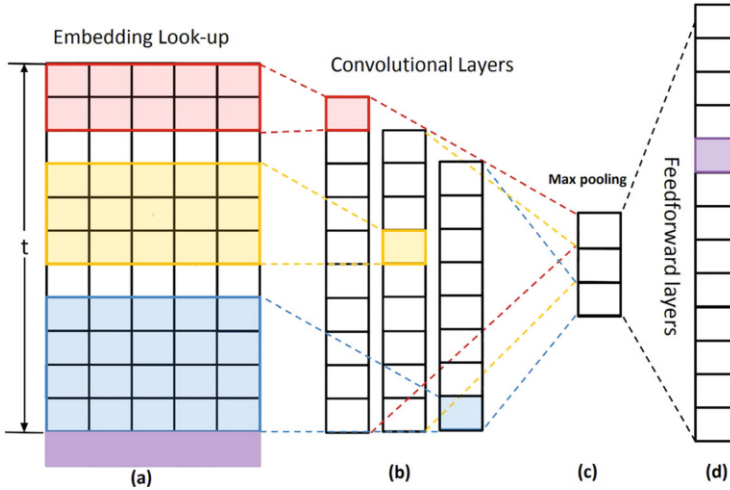 Embedding Look-up
Convolutional Layers
Max pooling
Feedforward layers
t
(a)
(b)
(c)
(d)